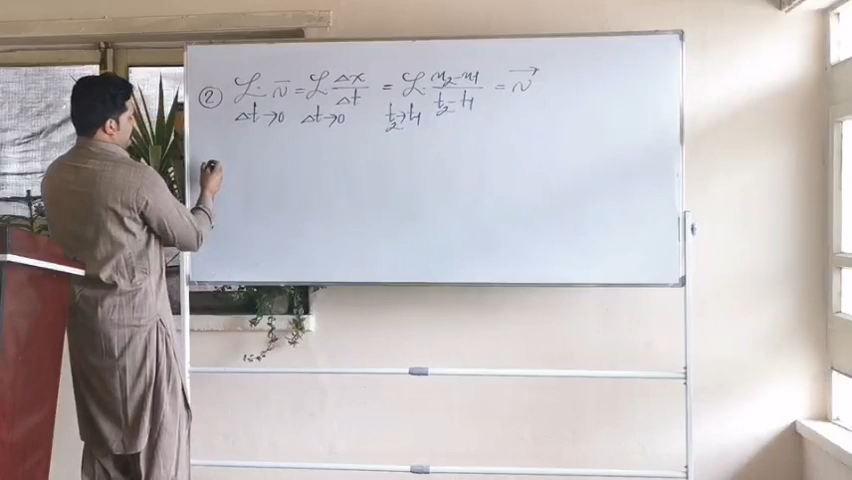 ② ℒ. v̄ = ℒ. Δx/Δt = ℒ. (x₂-x₁)/(t₂-t₁) = v⃗
Δt→0 Δt→0 t₂→t₁